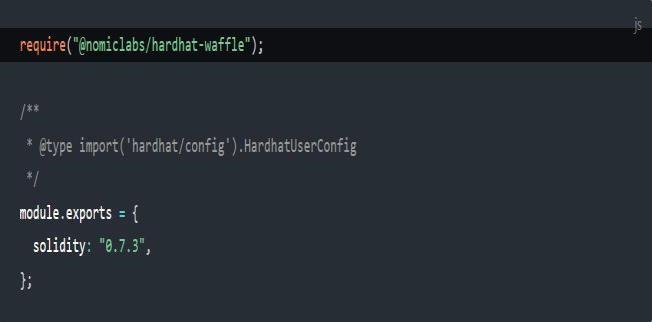 js
require("@nomiclabs/hardhat-waffle");
/**
 * @type import('hardhat/config').HardhatUserConfig
 */
module.exports = {
  solidity: "0.7.3",
};